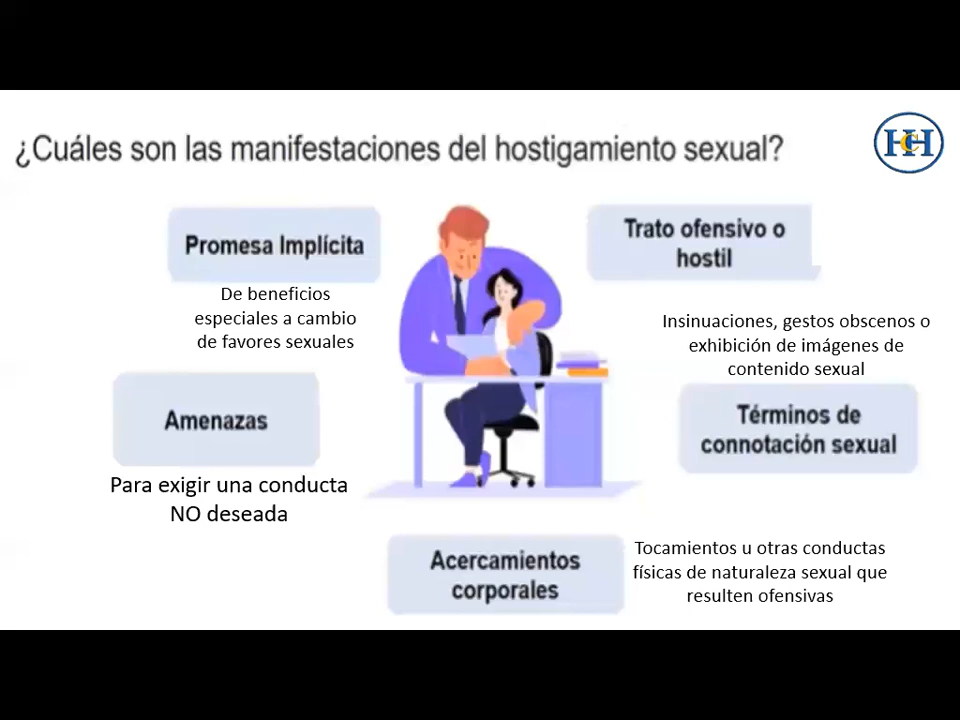 ¿Cuáles son las manifestaciones del hostigamiento sexual?
HCH
Promesa Implícita
De beneficios
especiales a cambio
de favores sexuales
Trato ofensivo o
hostil
Amenazas
Para exigir una conducta
NO deseada
Insinuaciones, gestos obscenos o
exhibición de imágenes de
contenido sexual
Términos de
connotación sexual
Acercamientos
corporales
Tocamientos u otras conductas
físicas de naturaleza sexual que
resulten ofensivas